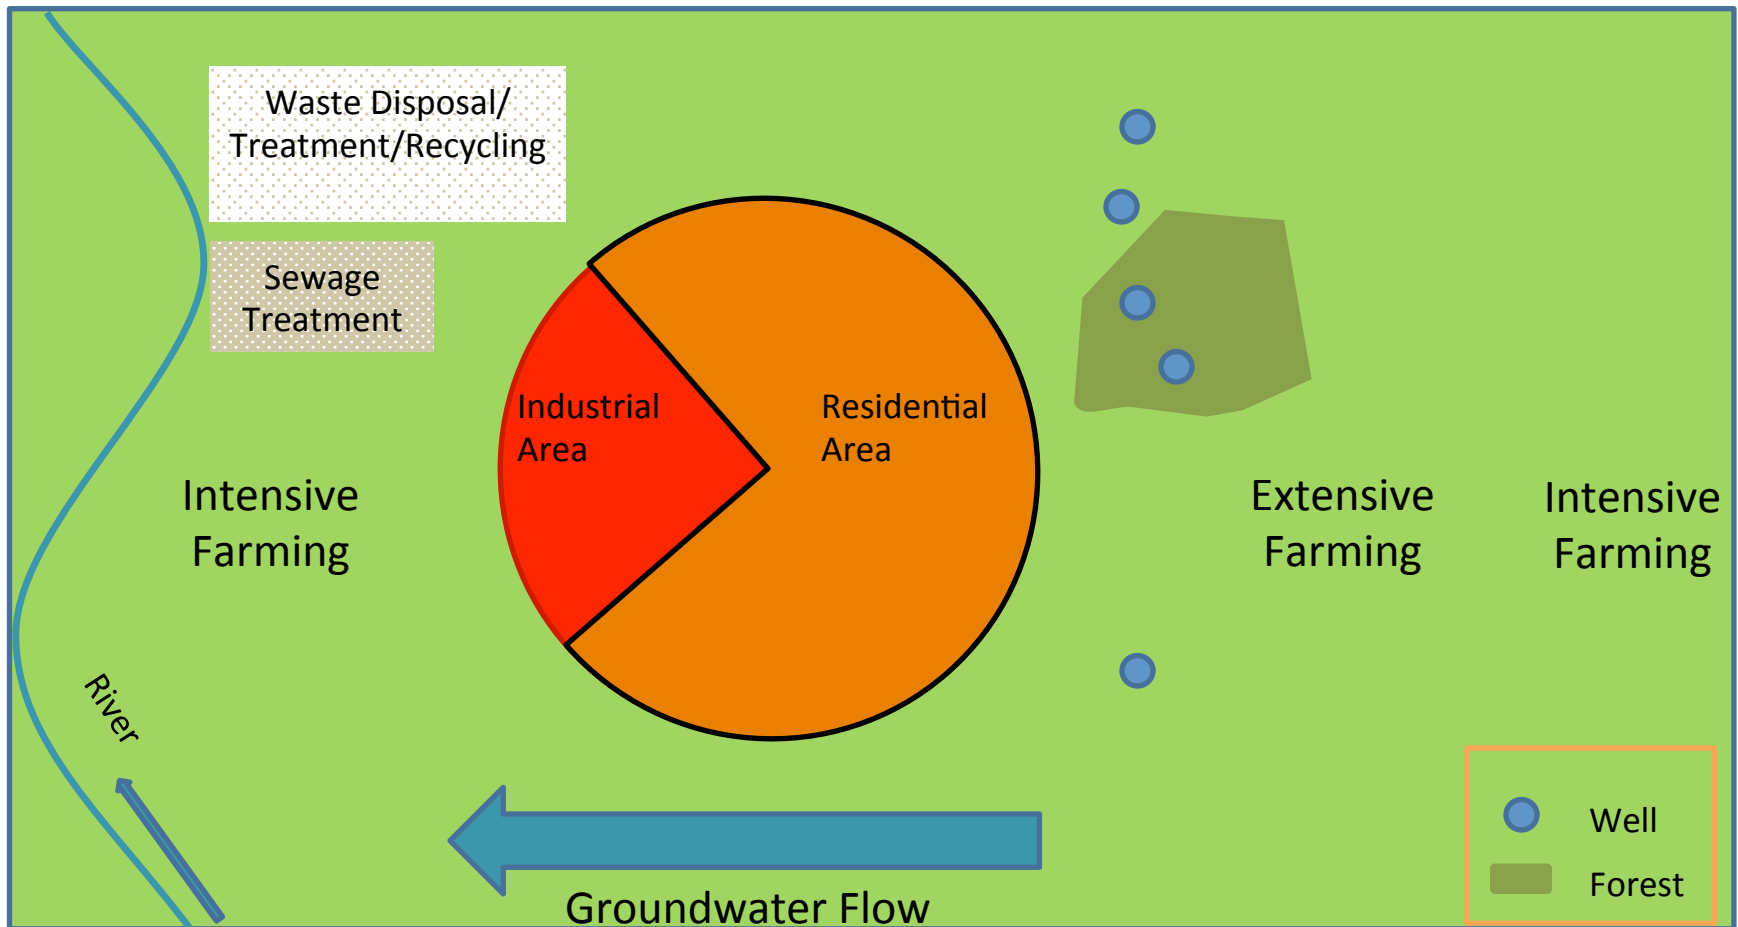 Waste Disposal/
Treatment/Recycling
Sewage
Treatment
Industrial
Area
Residential
Area
Intensive
Farming
Extensive
Farming
Intensive
Farming
River
Groundwater Flow
Well
Forest